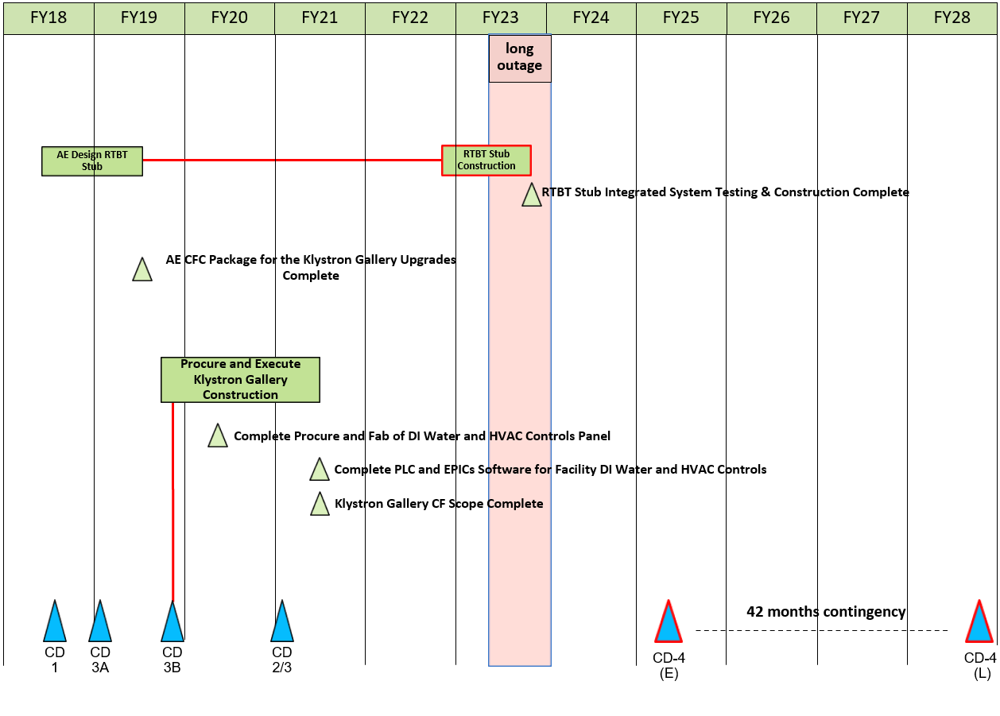 FY18 FY19 FY20 FY21 FY22 FY23 FY24 FY25 FY26 FY27 FY28
long
outage
AE Design RTBT
Stub
RTBT Stub
Construction
RTBT Stub Integrated System Testing & Construction Complete
AE CFC Package for the Klystron Gallery Upgrades
Complete
Procure and Execute
Klystron Gallery
Construction
Complete Procure and Fab of DI Water and HVAC Controls Panel
Complete PLC and EPICs Software for Facility DI Water and HVAC Controls
Klystron Gallery CF Scope Complete
42 months contingency
CD
1
CD
3A
CD
3B
CD
2/3
CD-4
(E)
CD-4
(L)